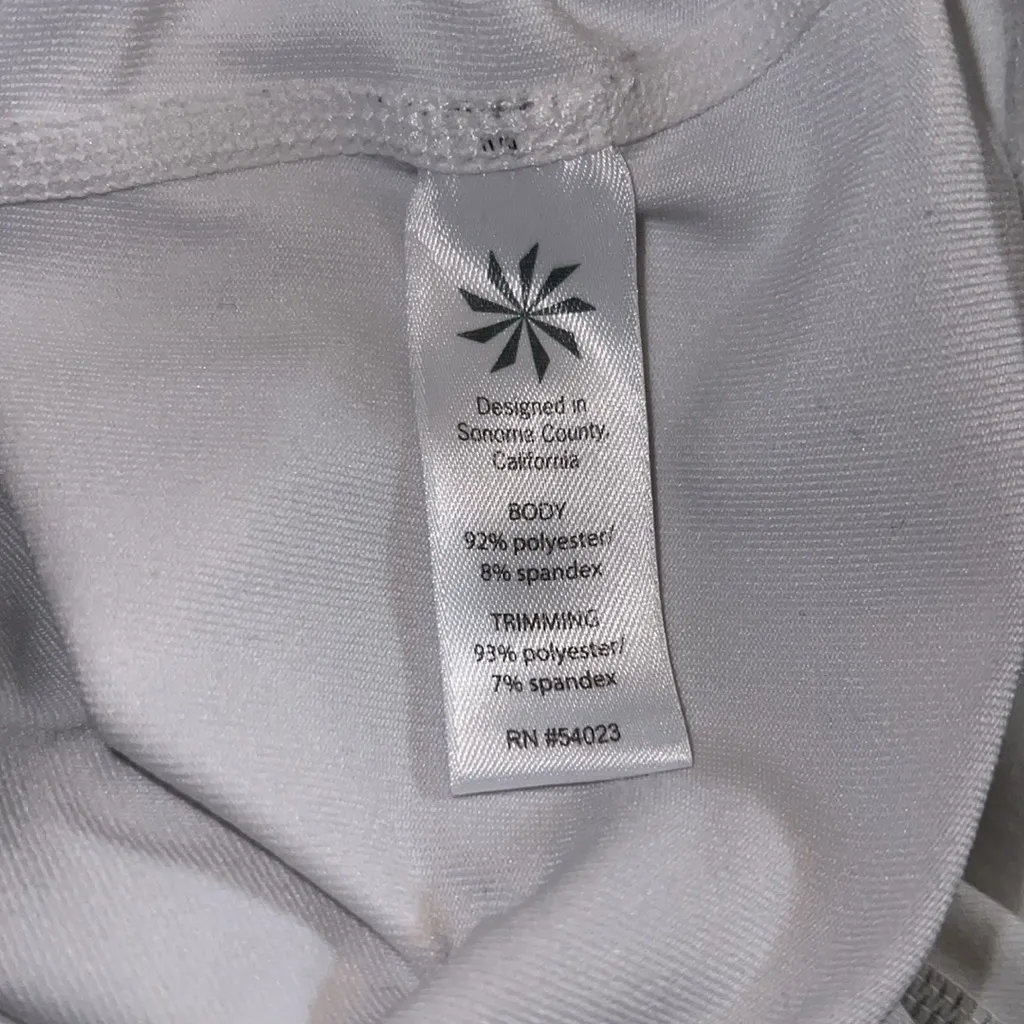 Designed in
Sonoma County,
California
BODY
92% polyester/
8% spandex
TRIMMING
93% polyester/
7% spandex
RN #54023